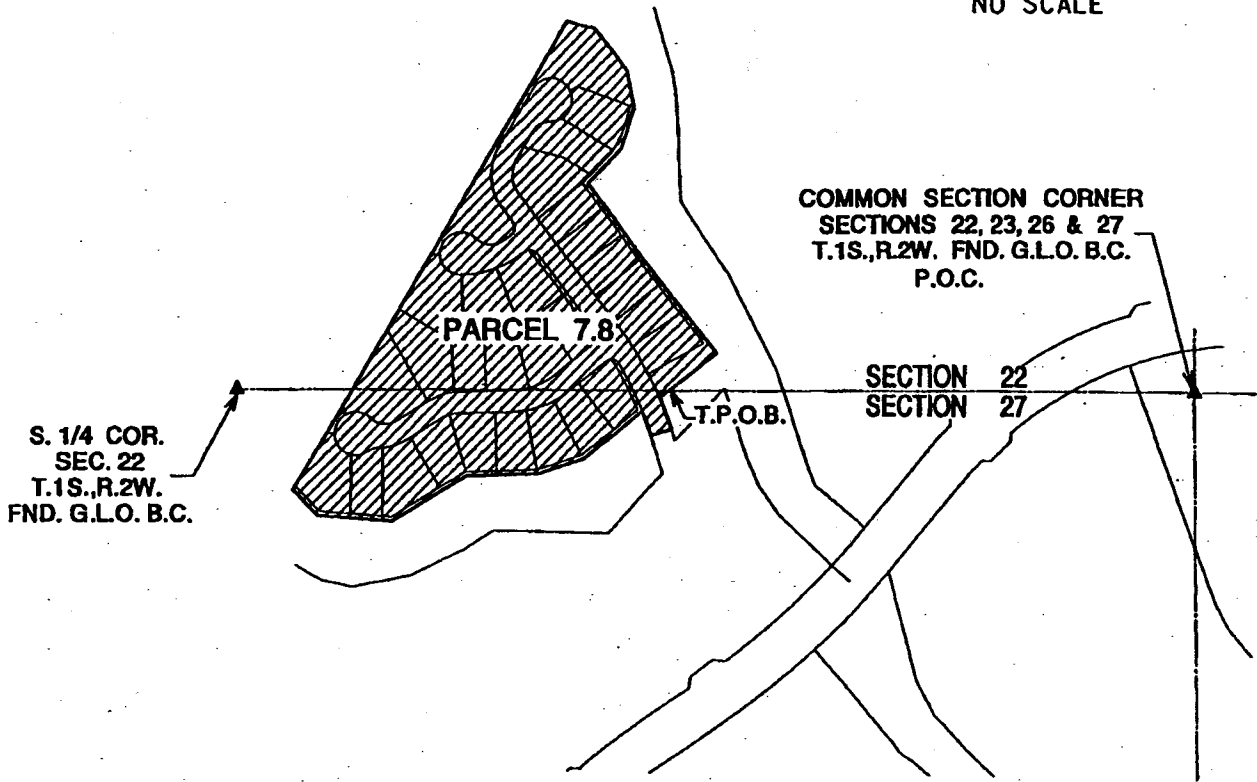 NO SCALE
COMMON SECTION CORNER
SECTIONS 22, 23, 26 & 27
T.1S.,R.2W. FND. G.L.O. B.C.
P.O.C.
PARCEL 7.8
SECTION 22
SECTION 27
T.P.O.B.
S. 1/4 COR.
SEC. 22
T.1S.,R.2W.
FND. G.L.O. B.C.